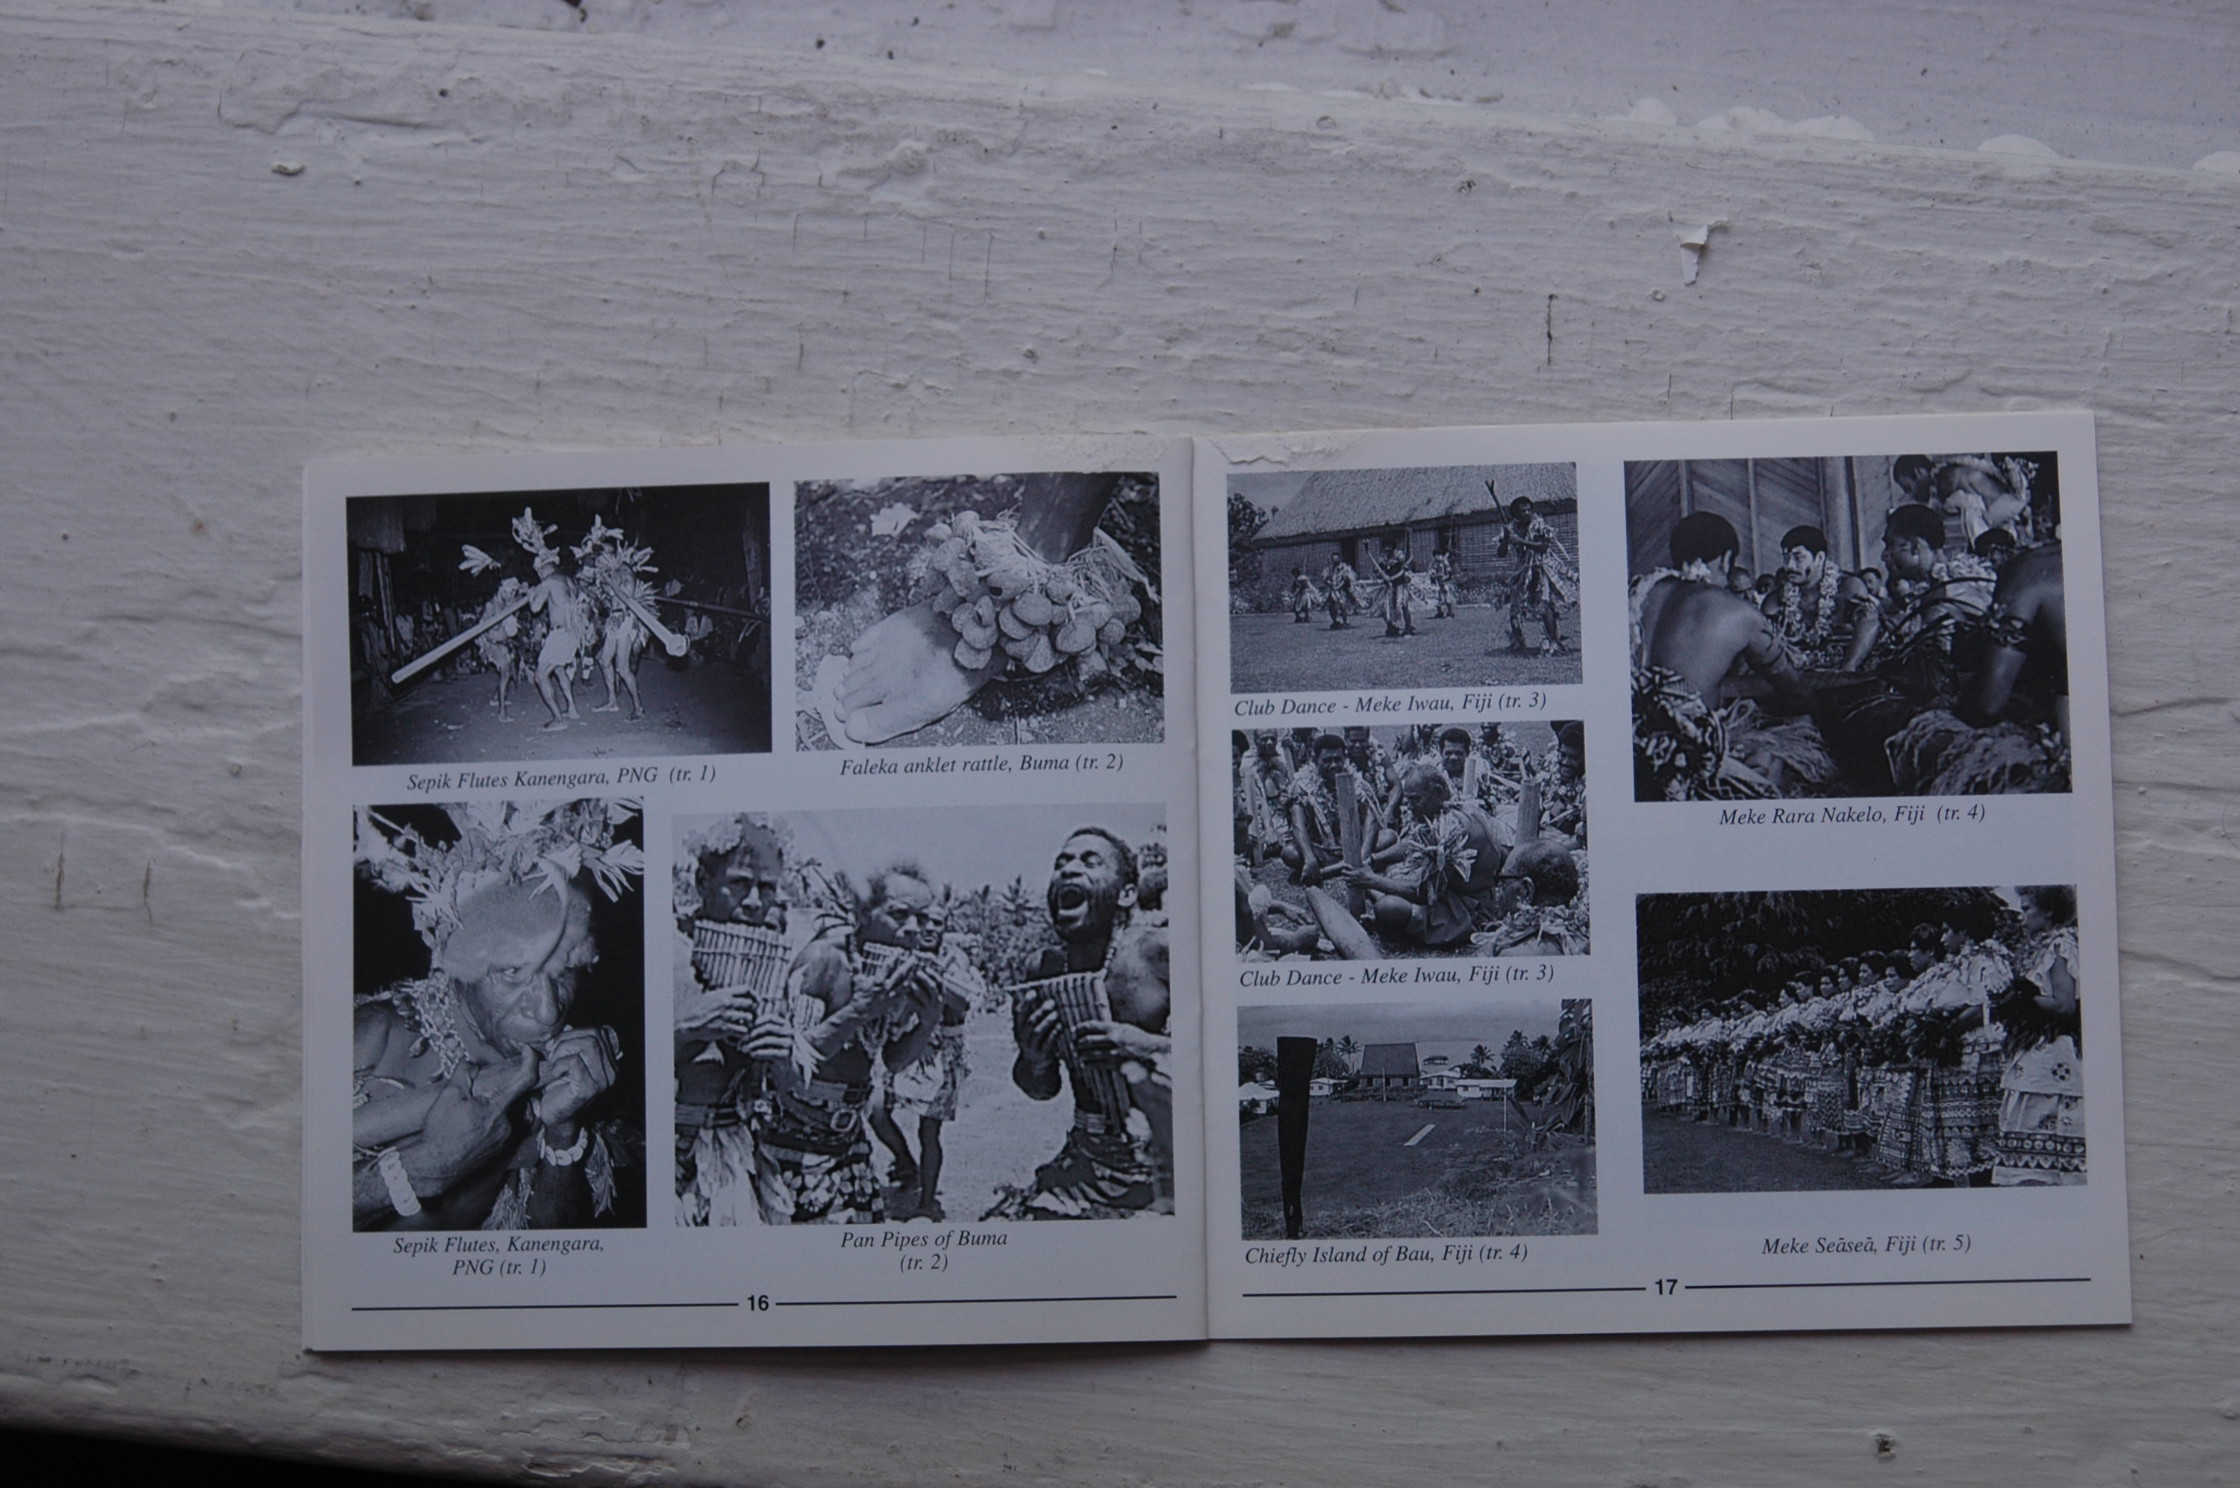 Sepik Flutes Kanengara, PNG (tr. 1)
Faleka anklet rattle, Buma (tr. 2)
Sepik Flutes, Kanengara,
PNG (tr. 1)
Pan Pipes of Buma
(tr. 2)
16
Club Dance - Meke Iwau, Fiji (tr. 3)
Club Dance - Meke Iwau, Fiji (tr. 3)
Chiefly Island of Bau, Fiji (tr. 4)
Meke Rara Nakelo, Fiji (tr. 4)
Meke Seāseā, Fiji (tr. 5)
17